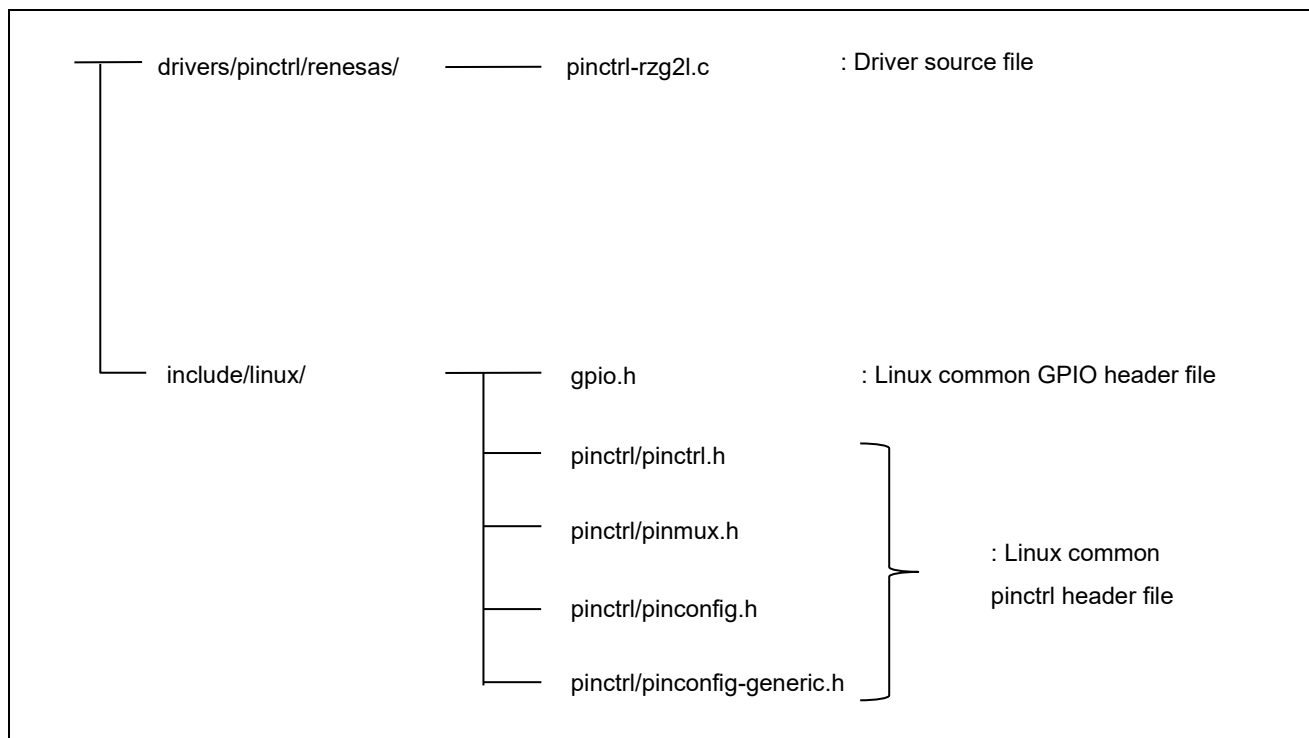 drivers/pinctrl/renesas/ pinctrl-rzg2l.c : Driver source file
include/linux/ gpio.h : Linux common GPIO header file
pinctrl/pinctrl.h
pinctrl/pinmux.h
: Linux common
pinctrl/pinconfig.h
pinctrl header file
pinctrl/pinconfig-generic.h